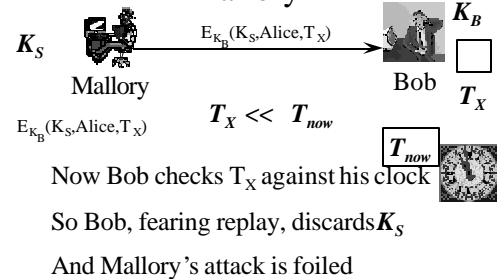 E_{K_B}(K_S,Alice,T_X)
K_B
K_S
Mallory
Bob
T_X
E_{K_B}(K_S,Alice,T_X)
T_X << T_now
T_now
Now Bob checks T_X against his clock
So Bob, fearing replay, discards K_S
And Mallory's attack is foiled